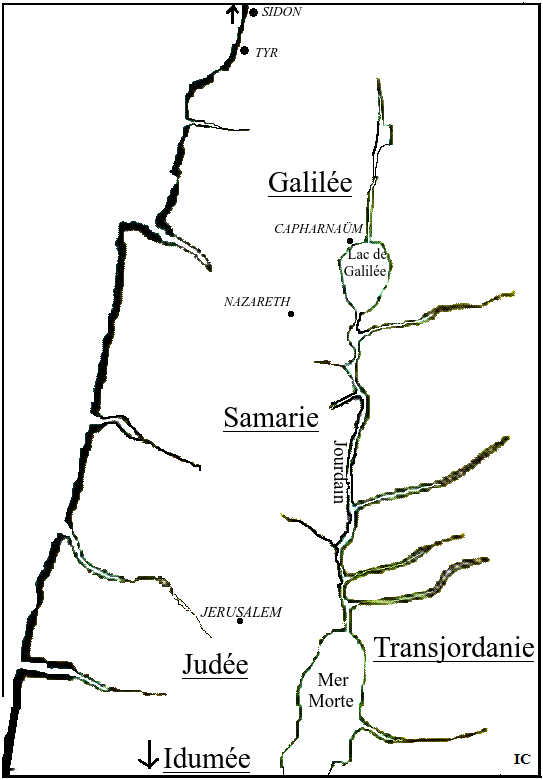 SIDON
TYR
Galilée
CAPHARNAÜM
Lac de
Galilée
NAZARETH
Samarie
Jourdain
JERUSALEM
Judée
Transjordanie
Mer
Morte
Idumée
IC